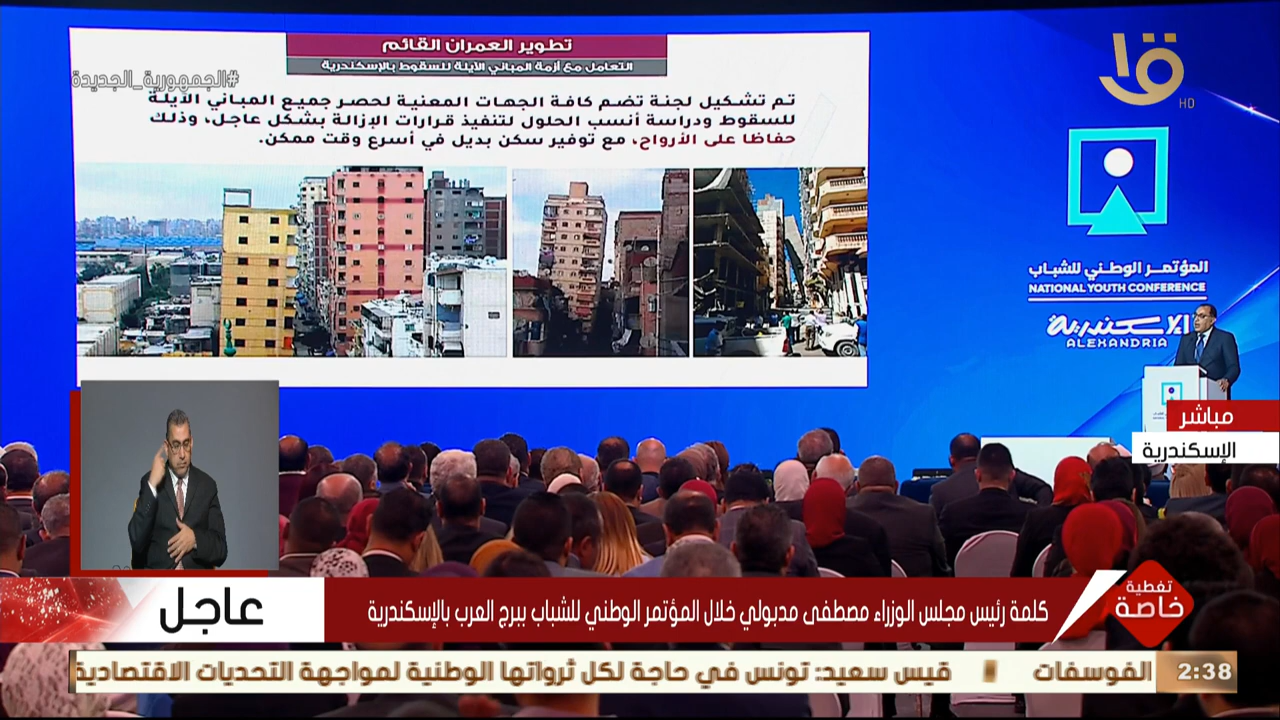 تطوير العمران القائم
التعامل مع أزمة المباني الآيلة للسقوط بالإسكندرية
#الجمهورية_الجديدة
تم تشكيل لجنة تضم كافة الجهات المعنية لحصر جميع المباني الآيلة
للسقوط ودراسة أنسب الحلول لتنفيذ قرارات الإزالة بشكل عاجل، وذلك
حفاظًا على الأرواح، مع توفير سكن بديل في أسرع وقت ممكن.
HD
المؤتمر الوطني للشباب
NATIONAL YOUTH CONFERENCE
الإسكندرية
ALEXANDRIA
مباشر
الإسكندرية
تغطية
خاصة
عاجل
كلمة رئيس مجلس الوزراء مصطفى مدبولي خلال المؤتمر الوطني للشباب ببرج العرب بالإسكندرية
الفوسفات
قيس سعيد: تونس في حاجة لكل ثرواتها الوطنية لمواجهة التحديات الاقتصادية
2:38